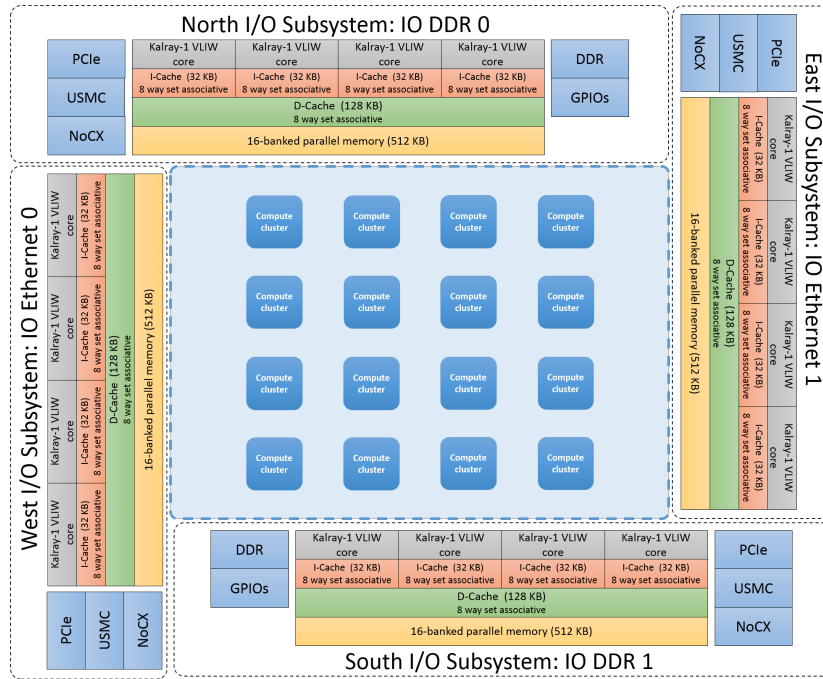 North I/O Subsystem: IO DDR 0
PCIe
USMC
NoCX
Kalray-1 VLIW
core
Kalray-1 VLIW
core
Kalray-1 VLIW
core
Kalray-1 VLIW
core
I-Cache (32 KB)
8 way set associative
I-Cache (32 KB)
8 way set associative
I-Cache (32 KB)
8 way set associative
I-Cache (32 KB)
8 way set associative
D-Cache (128 KB)
8 way set associative
16-banked parallel memory (512 KB)
DDR
GPIOs
East I/O Subsystem: IO Ethernet 1
NoCX
USMC
PCIe
Kalray-1 VLIW
core
Kalray-1 VLIW
core
Kalray-1 VLIW
core
Kalray-1 VLIW
core
I-Cache (32 KB)
8 way set associative
I-Cache (32 KB)
8 way set associative
I-Cache (32 KB)
8 way set associative
I-Cache (32 KB)
8 way set associative
D-Cache (128 KB)
8 way set associative
16-banked parallel memory (512 KB)
West I/O Subsystem: IO Ethernet 0
Kalray-1 VLIW
core
Kalray-1 VLIW
core
Kalray-1 VLIW
core
Kalray-1 VLIW
core
I-Cache (32 KB)
8 way set associative
I-Cache (32 KB)
8 way set associative
I-Cache (32 KB)
8 way set associative
I-Cache (32 KB)
8 way set associative
D-Cache (128 KB)
8 way set associative
16-banked parallel memory (512 KB)
PCIe
USMC
NoCX
Compute
cluster
Compute
cluster
Compute
cluster
Compute
cluster
Compute
cluster
Compute
cluster
Compute
cluster
Compute
cluster
Compute
cluster
Compute
cluster
Compute
cluster
Compute
cluster
Compute
cluster
Compute
cluster
Compute
cluster
Compute
cluster
DDR
GPIOs
Kalray-1 VLIW
core
Kalray-1 VLIW
core
Kalray-1 VLIW
core
Kalray-1 VLIW
core
I-Cache (32 KB)
8 way set associative
I-Cache (32 KB)
8 way set associative
I-Cache (32 KB)
8 way set associative
I-Cache (32 KB)
8 way set associative
D-Cache (128 KB)
8 way set associative
16-banked parallel memory (512 KB)
PCIe
USMC
NoCX
South I/O Subsystem: IO DDR 1